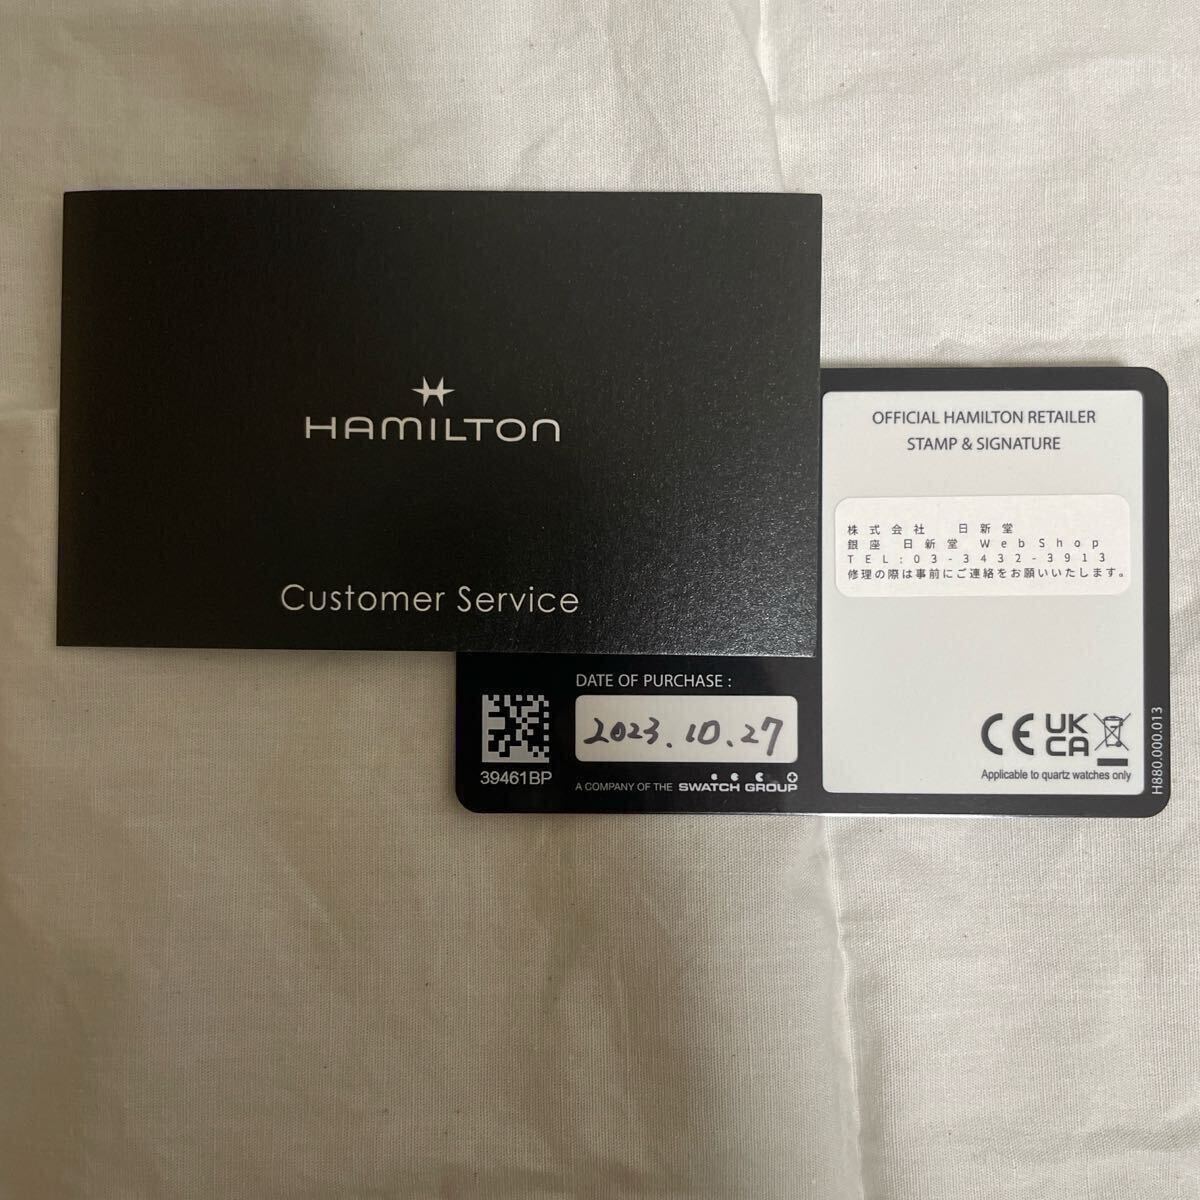 HAMILTON
Customer Service
OFFICIAL HAMILTON RETAILER
STAMP & SIGNATURE
株式会社 日新堂
銀座 日新堂 WebShop
TEL:03-3432-3913
修理の際は事前にご連絡をお願いいたします。
DATE OF PURCHASE :
2023.10.27
39461BP
A COMPANY OF THE SWATCH GROUP
CE UK CA
Applicable to quartz watches only
H880.000.013